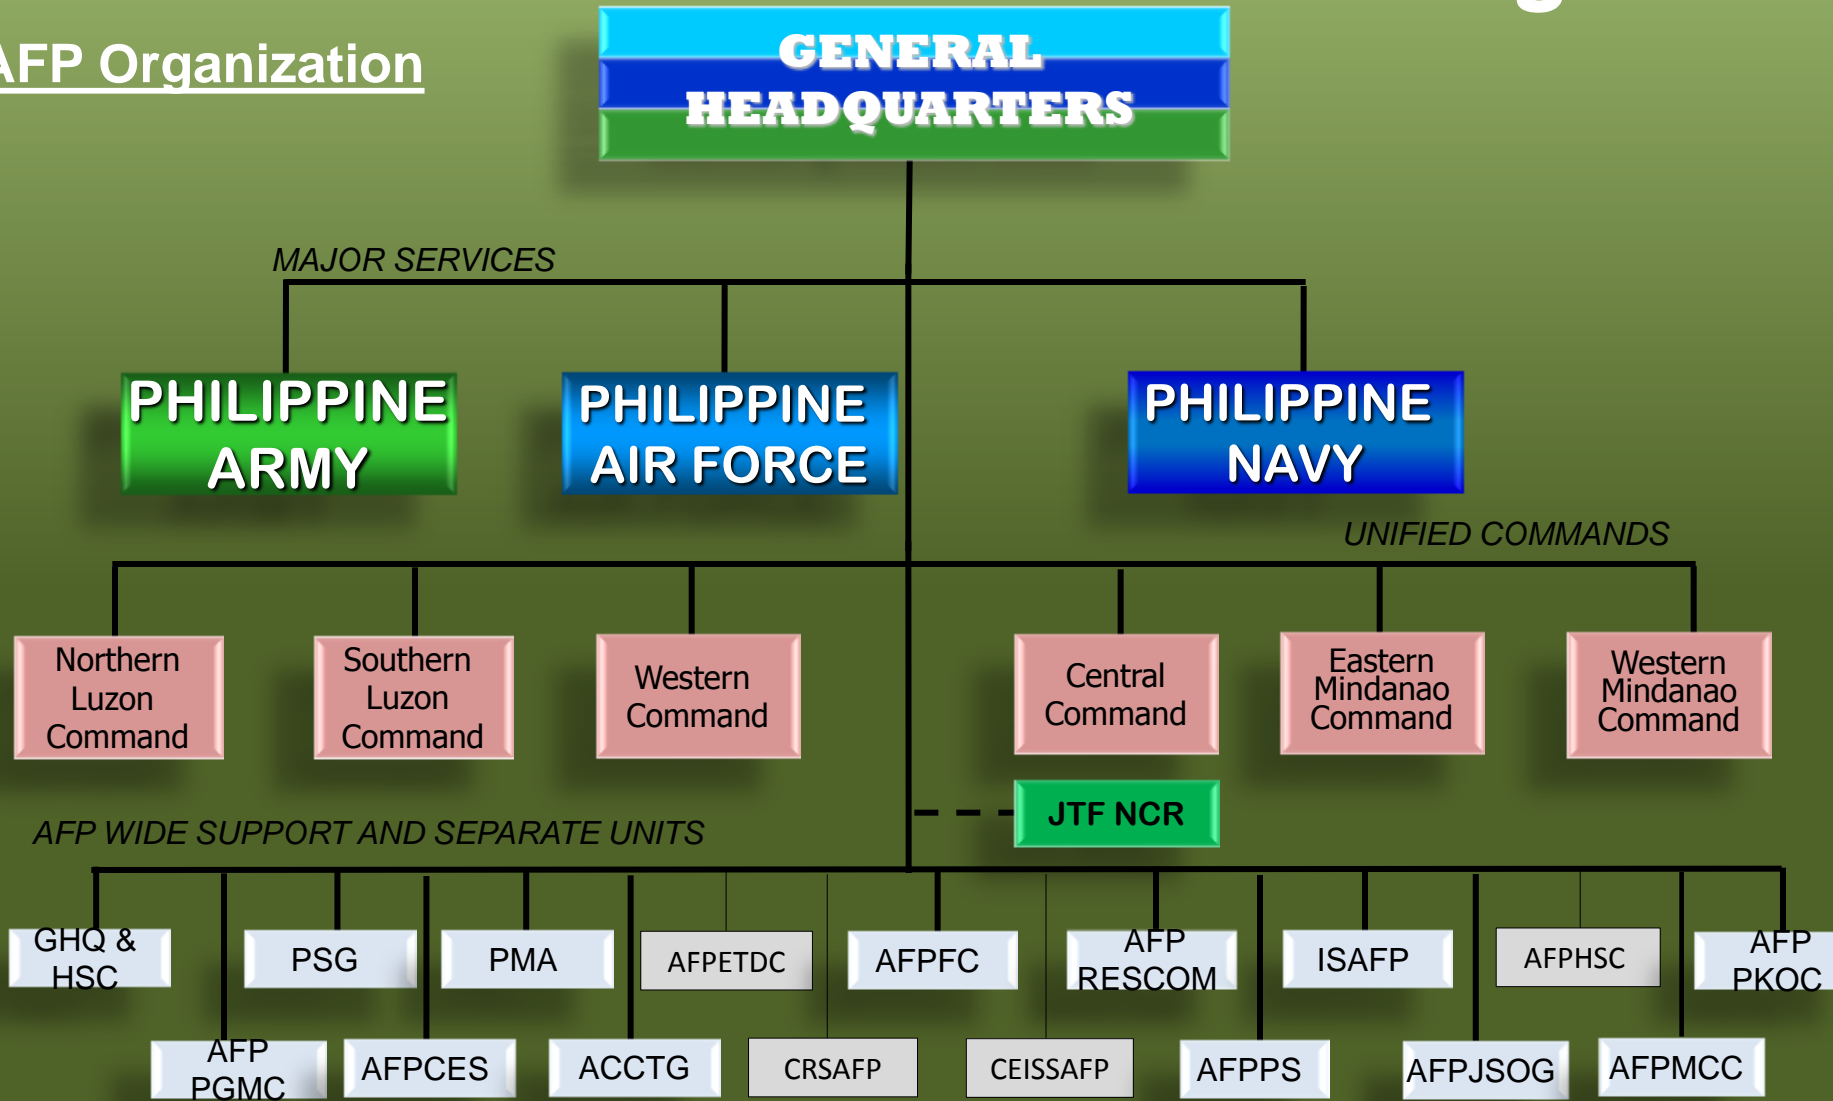 AFP Organization
GENERAL
HEADQUARTERS
MAJOR SERVICES
PHILIPPINE
ARMY
PHILIPPINE
AIR FORCE
PHILIPPINE
NAVY
UNIFIED COMMANDS
Northern
Luzon
Command
Southern
Luzon
Command
Western
Command
Central
Command
Eastern
Mindanao
Command
Western
Mindanao
Command
JTF NCR
AFP WIDE SUPPORT AND SEPARATE UNITS
GHQ &
HSC
PSG
PMA
AFPETDC
AFPFC
AFP
RESCOM
ISAFP
AFPHSC
AFP
PKOC
AFP
PGMC
AFPCES
ACCTG
CRSAFP
CEISSAFP
AFPPS
AFPJSOG
AFPMCC